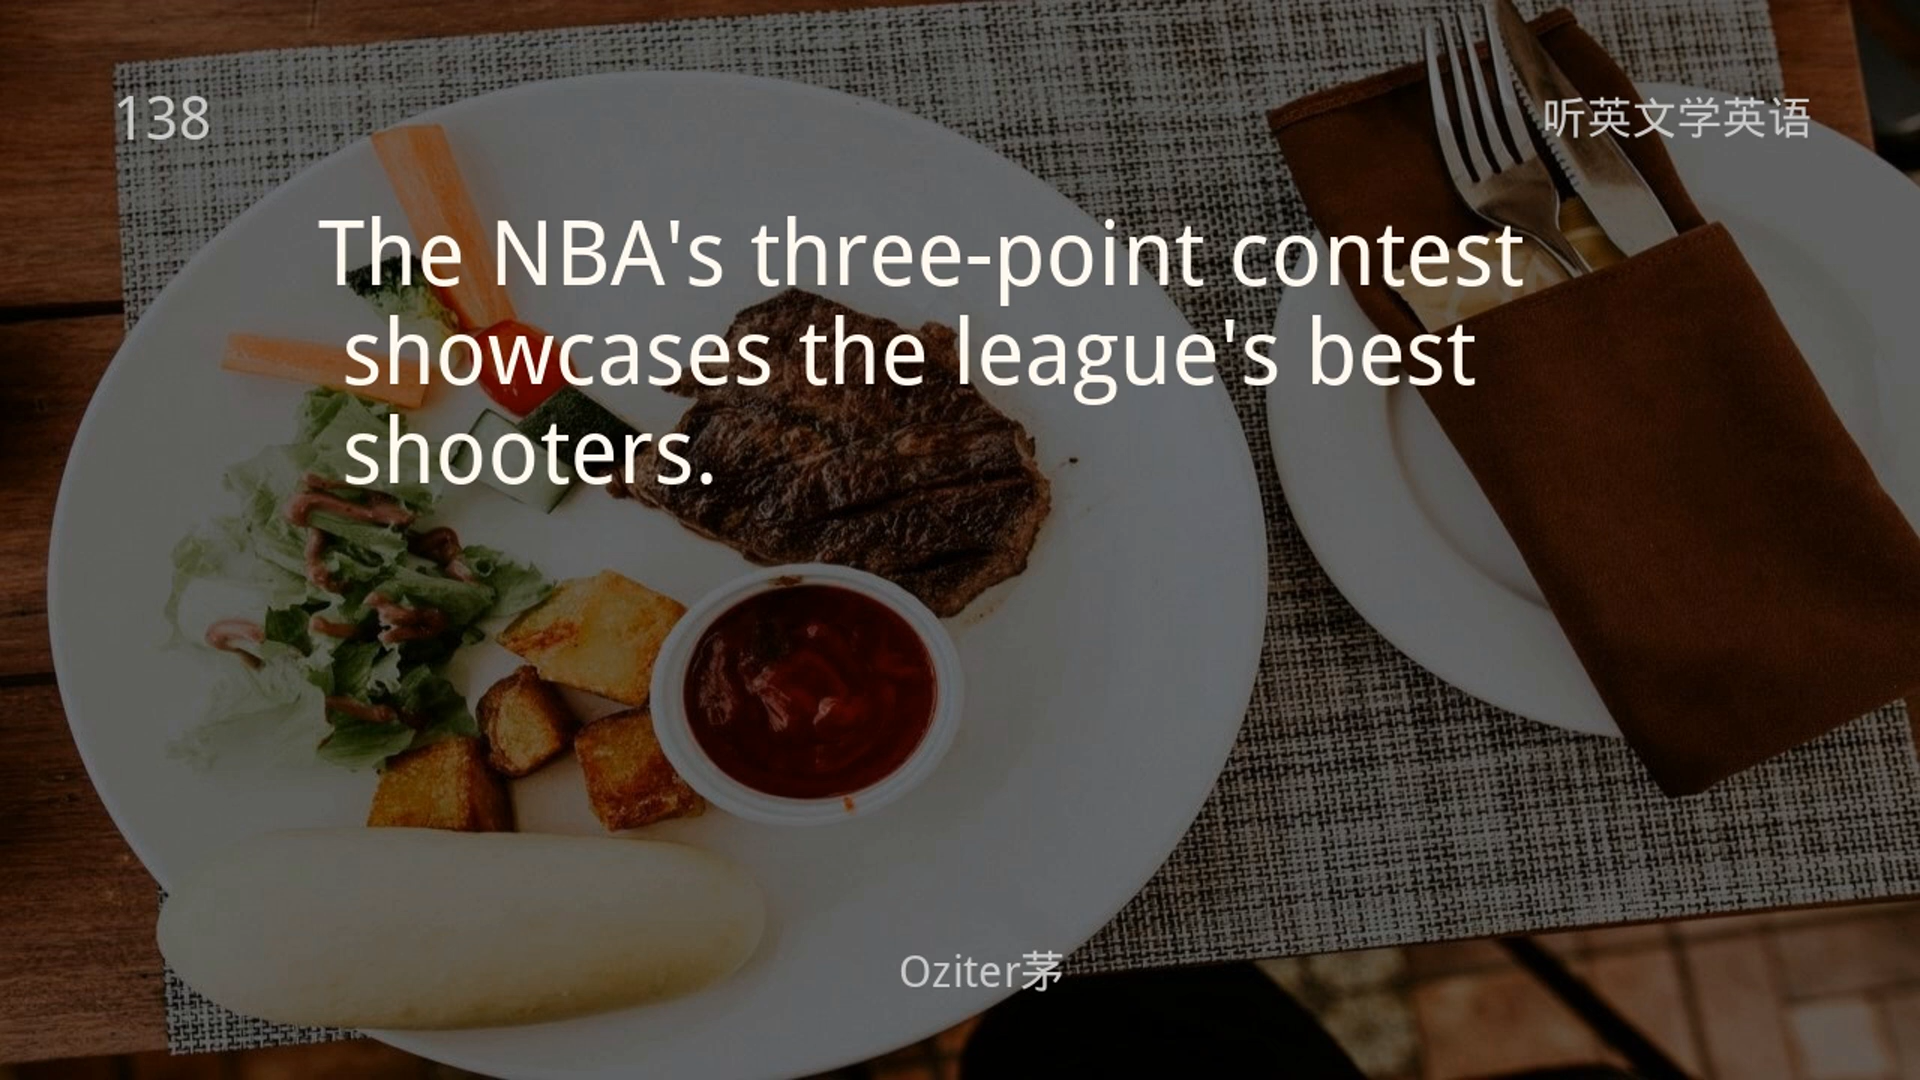 138
听英文学英语
The NBA's three-point contest
showcases the league's best
shooters.
Oziter茅